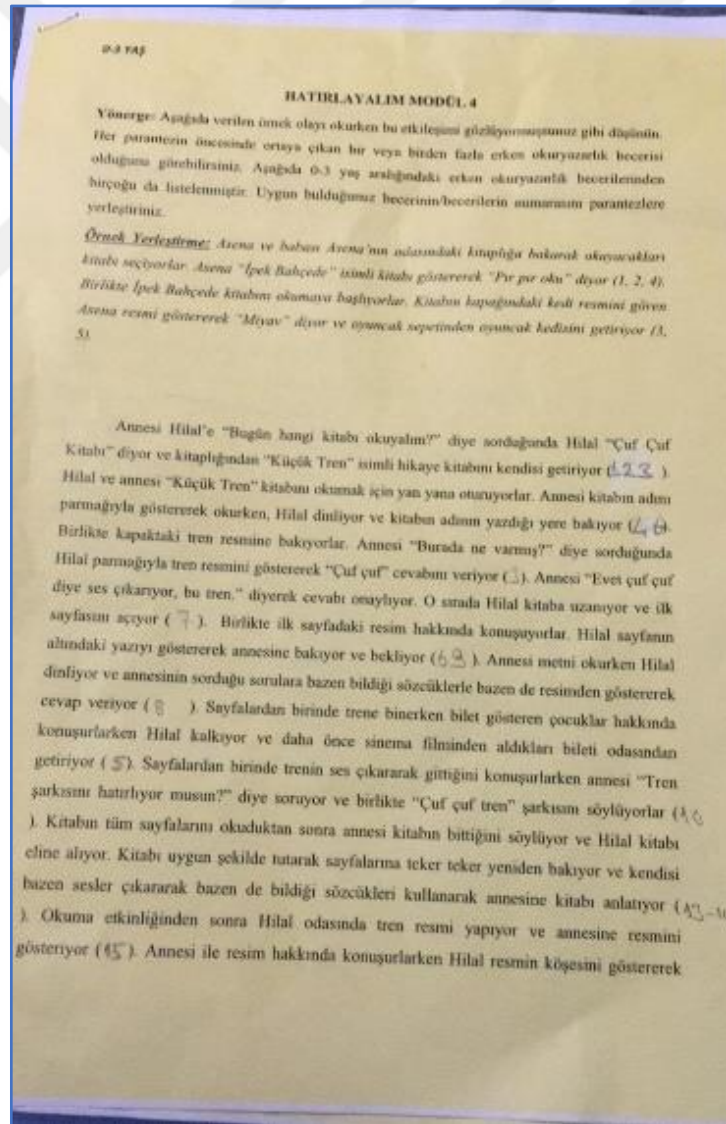 0-3 YAŞ
HATIRLAYALIM MODÜL 4
Yönerge: Aşağıda verilen örnek olayı okurken bu etkileşimi gözlüyormuşsunuz gibi düşünün.
Her parantezin öncesinde ortaya çıkan bir veya birden fazla erken okuryazarlık becerisi
olduğunu görebilirsiniz. Aşağıda 0-3 yaş aralığındaki erken okuryazarlık becerilerinden
birçoğu da listelenmiştir. Uygun bulduğunuz becerinin/becerilerin numarasını parantezlere
yerleştiriniz.
Örnek Yerleştirme: Asena ve babası Asena'nın odasındaki kitaplığa bakarak okuyacakları
kitabı seçiyorlar. Asena "İpek Bahçede" isimli kitabı göstererek "Pır pır oku" diyor (1, 2, 4).
Birlikte İpek Bahçede kitabını okumaya başlıyorlar. Kitabın kapağındaki kedi resmini gören
Asena resmi göstererek "Miyav" diyor ve oyuncak sepetinden oyuncak kedisini getiriyor (3,
5).
Annesi Hilal'e "Bugün hangi kitabı okuyalım?" diye sorduğunda Hilal "Çuf Çuf
Kitabı" diyor ve kitaplığından "Küçük Tren" isimli hikaye kitabını kendisi getiriyor ( 2 ).
Hilal ve annesi "Küçük Tren" kitabını okumak için yan yana oturuyorlar. Annesi kitabın adını
parmağıyla göstererek okurken, Hilal dinliyor ve kitabın adının yazdığı yere bakıyor (4 6).
Birlikte kapaktaki tren resmine bakıyorlar. Annesi "Burada ne varmış?" diye sorduğunda
Hilal parmağıyla tren resmini göstererek "Çuf çuf" cevabını veriyor (3). Annesi "Evet çuf çuf
diye ses çıkarıyor, bu tren." diyerek cevabı onaylıyor. O sırada Hilal kitaba uzanıyor ve ilk
sayfasını açıyor ( 7 ). Birlikte ilk sayfadaki resim hakkında konuşuyorlar. Hilal sayfanın
altındaki yazıyı göstererek annesine bakıyor ve bekliyor (6 9 ). Annesi metni okurken Hilal
dinliyor ve annesinin sorduğu sorulara bazen bildiği sözcüklerle bazen de resimden göstererek
cevap veriyor ( 8 ). Sayfalardan birinde trene binerken bilet gösteren çocuklar hakkında
konuşurlarken Hilal kalkıyor ve daha önce sinema filminden aldıkları bileti odasından
getiriyor ( 5 ). Sayfalardan birinde trenin ses çıkararak gittiğini konuşurlarken annesi "Tren
şarkısını hatırlıyor musun?" diye soruyor ve birlikte "Çuf çuf tren" şarkısını söylüyorlar (10
). Kitabın tüm sayfalarını okuduktan sonra annesi kitabın bittiğini söylüyor ve Hilal kitabı
eline alıyor. Kitabı uygun şekilde tutarak sayfalarına teker teker yeniden bakıyor ve kendisi
bazen sesler çıkararak bazen de bildiği sözcükleri kullanarak annesine kitabı anlatıyor (
). Okuma etkinliğinden sonra Hilal odasında tren resmi yapıyor ve annesine resmini
gösteriyor (15 ). Annesi ile resim hakkında konuşurlarken Hilal resmin köşesini göstererek